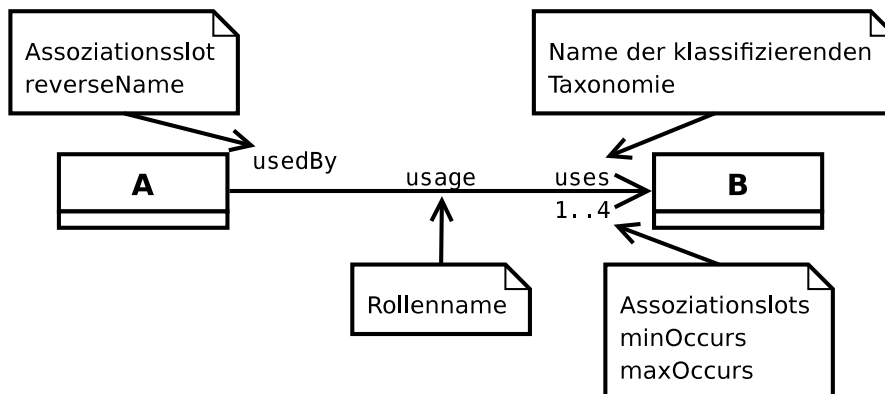 Assoziationsslot
reverseName
Name der klassifizierenden
Taxonomie
usedBy
A
usage
uses
B
1..4
Rollenname
Assoziationslots
minOccurs
maxOccurs